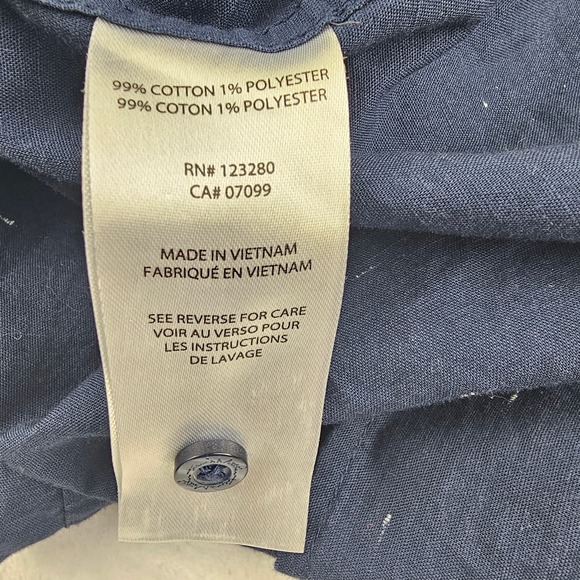 99% COTTON 1% POLYESTER
99% COTON 1% POLYESTER
RN# 123280
CA# 07099
MADE IN VIETNAM
FABRIQUÉ EN VIETNAM
SEE REVERSE FOR CARE
VOIR AU VERSO POUR
LES INSTRUCTIONS
DE LAVAGE